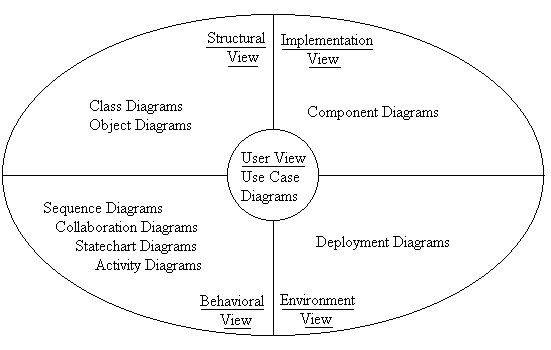 Structural
View
Implementation
View
Class Diagrams
Object Diagrams
Component Diagrams
User View
Use Case
Diagrams
Sequence Diagrams
Collaboration Diagrams
Statechart Diagrams
Activity Diagrams
Deployment Diagrams
Behavioral
View
Environment
View